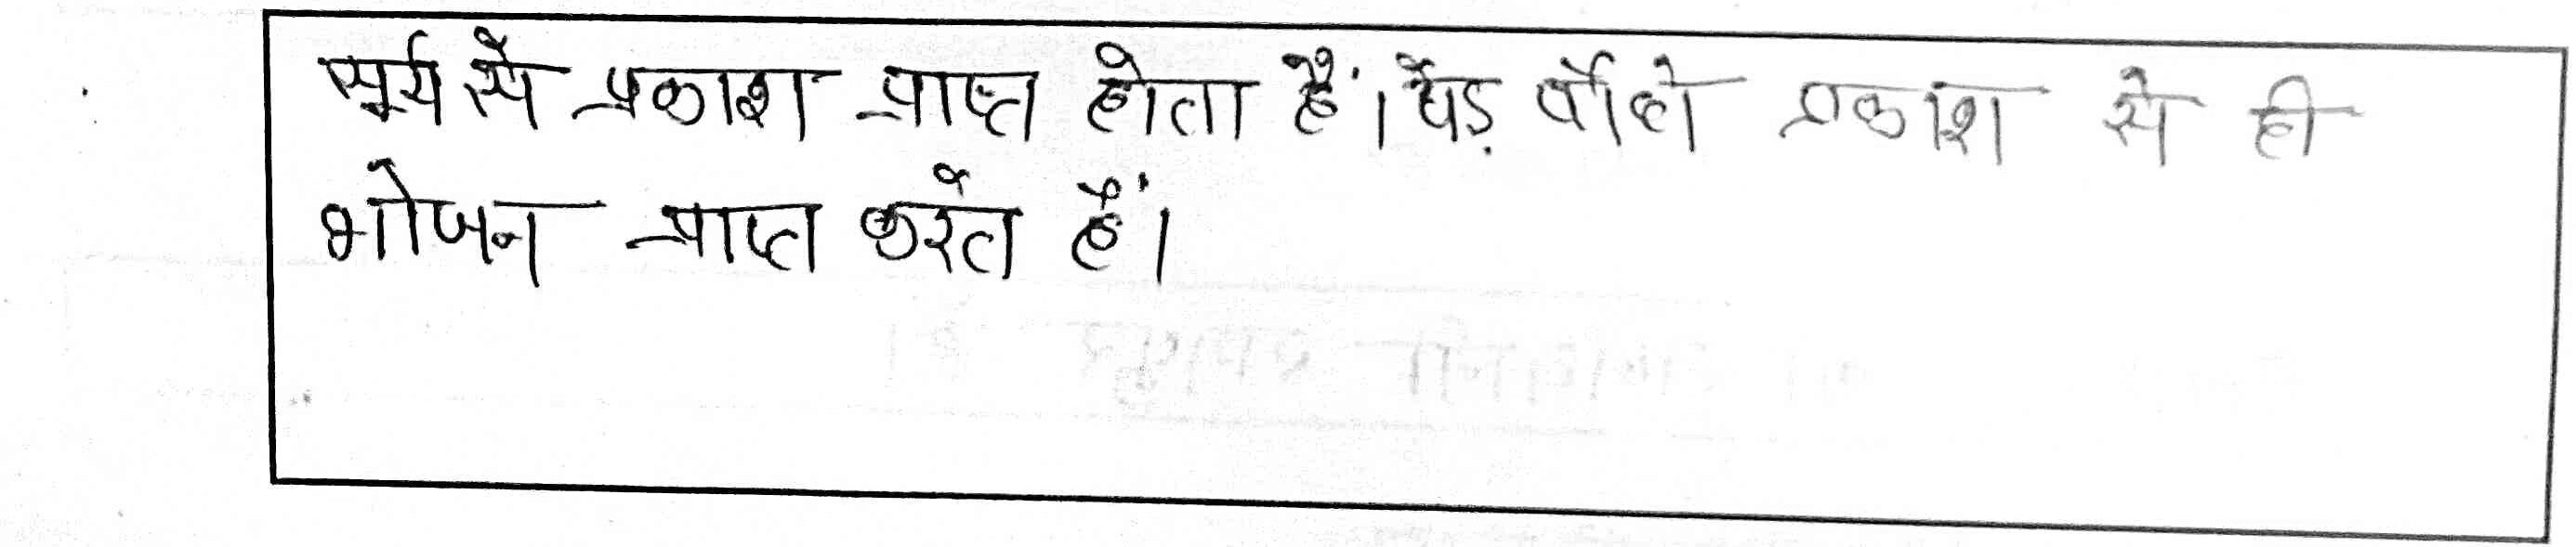 सूर्य से प्रकाश प्राप्त होता हैं। पेड़ पौधे प्रकाश से ही
भोजन प्राप्त करते हैं।